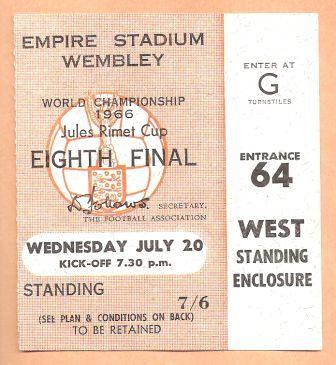 EMPIRE STADIUM
WEMBLEY
WORLD CHAMPIONSHIP
1966
Jules Rimet Cup
EIGHTH FINAL
D Follows.
SECRETARY.
THE FOOTBALL ASSOCIATION
WEDNESDAY JULY 20
KICK-OFF 7.30 p.m.
STANDING
7/6
(SEE PLAN & CONDITIONS ON BACK)
TO BE RETAINED
ENTER AT
G
TURNSTILES
ENTRANCE
64
WEST
STANDING
ENCLOSURE